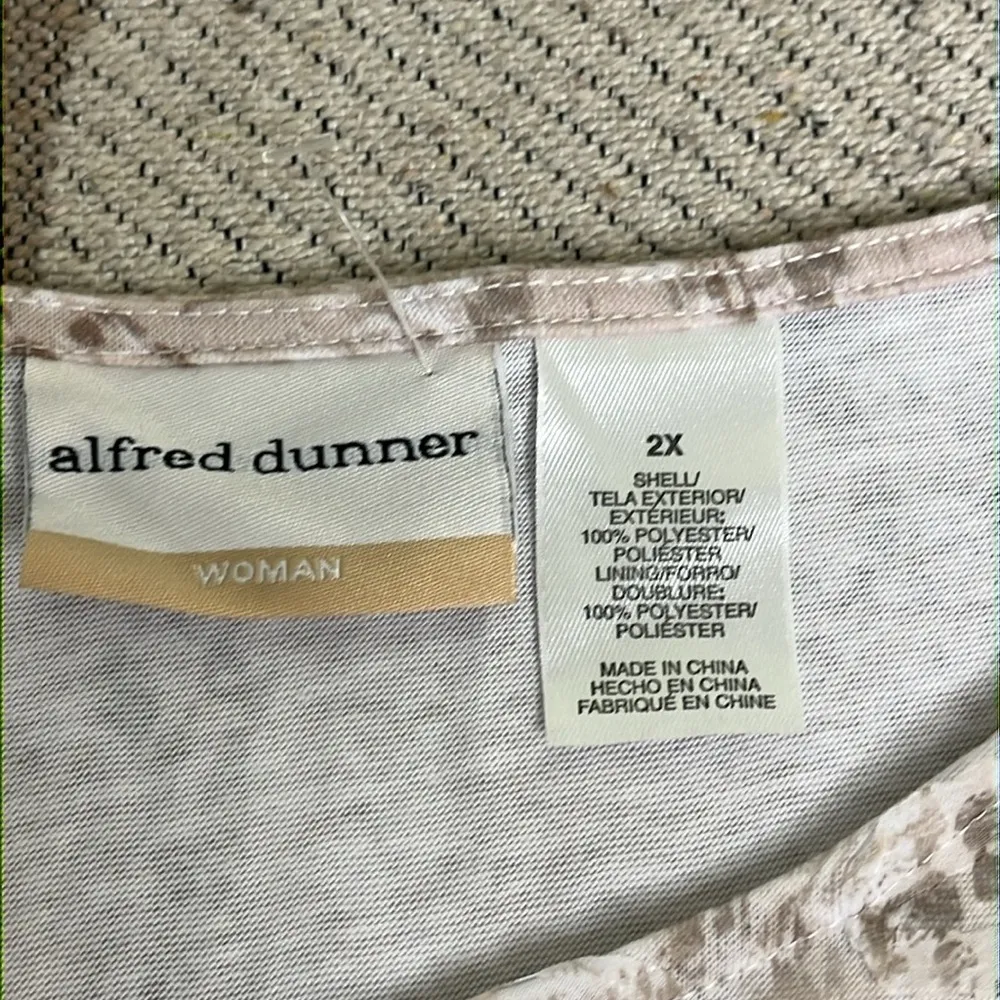 alfred dunner
WOMAN
2X
SHELL/
TELA EXTERIOR/
EXTÉRIEUR:
100% POLYESTER/
POLIÉSTER
LINING/FORRO/
DOUBLURE:
100% POLYESTER/
POLIÉSTER
MADE IN CHINA
HECHO EN CHINA
FABRIQUÉ EN CHINE